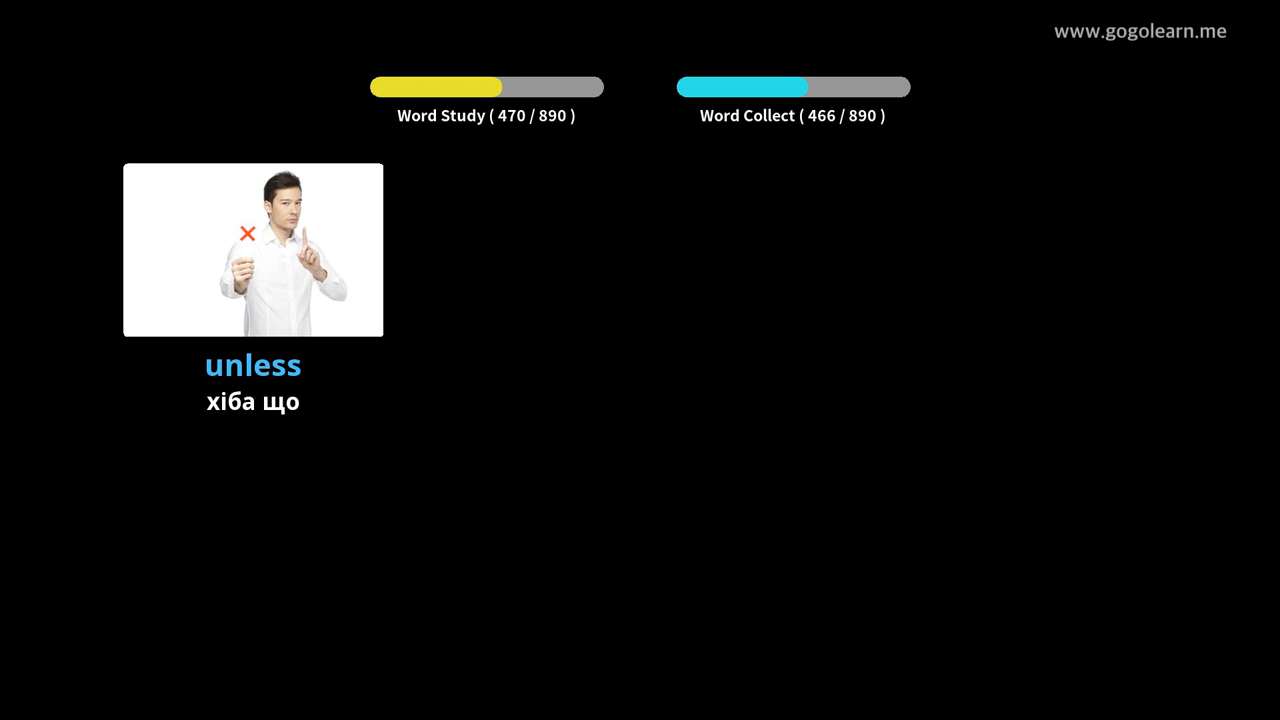 www.gogolearn.me
Word Study ( 470 / 890 )
Word Collect ( 466 / 890 )
unless
хіба що